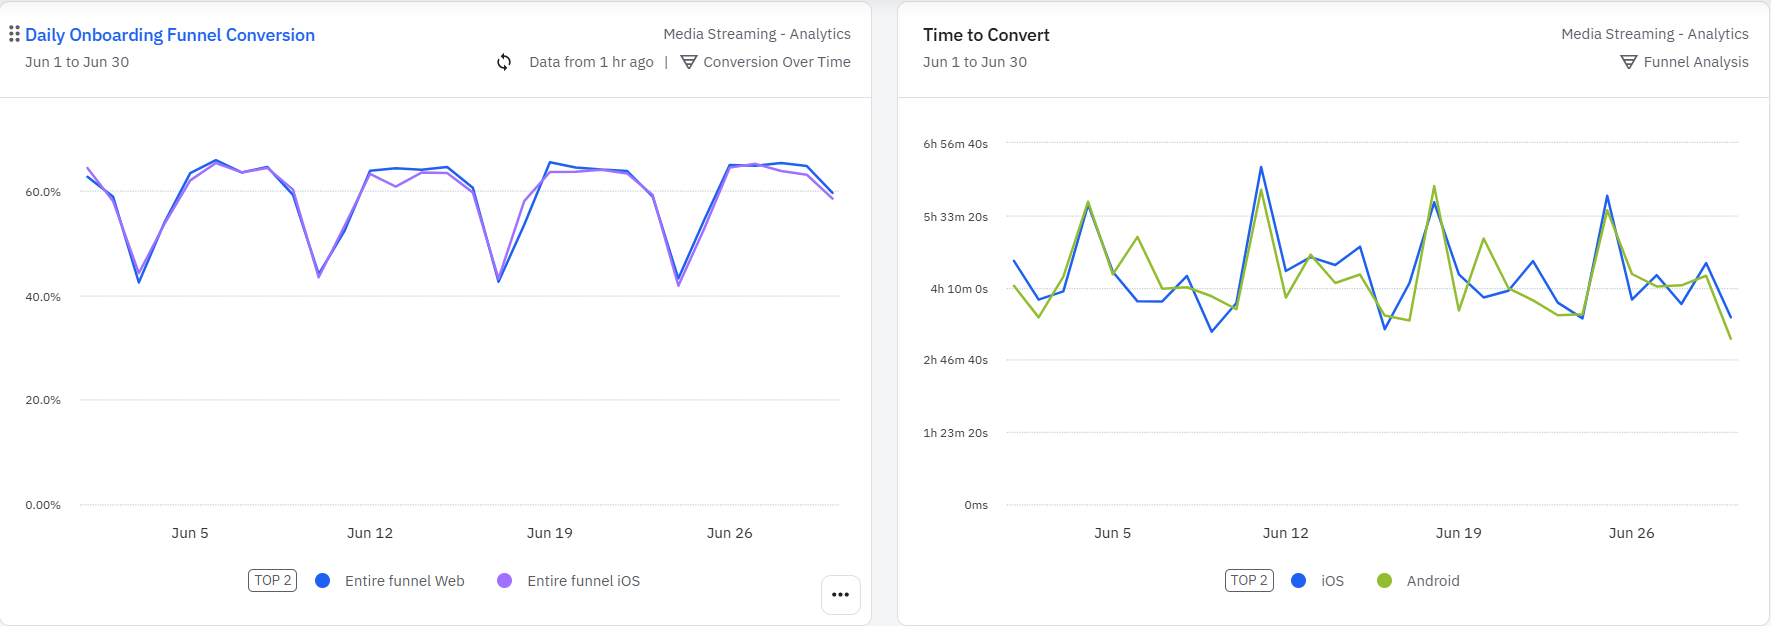 Daily Onboarding Funnel Conversion
Media Streaming - Analytics
Jun 1 to Jun 30
Data from 1 hr ago | Conversion Over Time
60.0%
40.0%
20.0%
0.00%
Jun 5 Jun 12 Jun 19 Jun 26
TOP 2 Entire funnel Web Entire funnel iOS
Time to Convert
Media Streaming - Analytics
Jun 1 to Jun 30
Funnel Analysis
6h 56m 40s
5h 33m 20s
4h 10m 0s
2h 46m 40s
1h 23m 20s
0ms
Jun 5 Jun 12 Jun 19 Jun 26
TOP 2 iOS Android